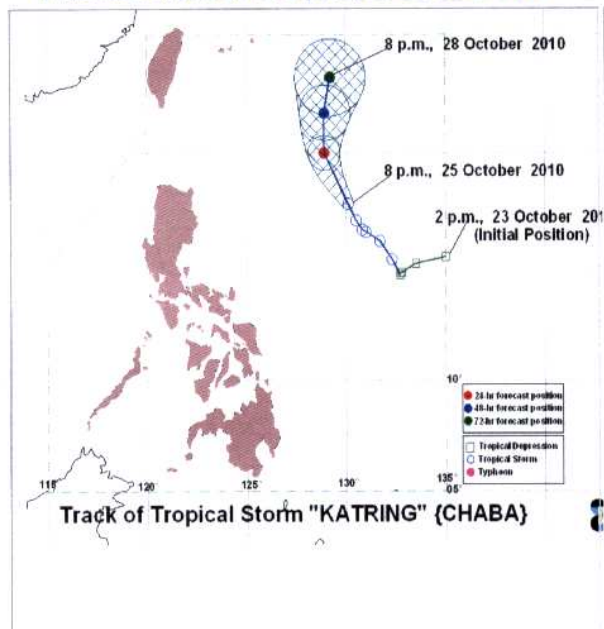 8 p.m., 28 October 2010
8 p.m., 25 October 2010
2 p.m., 23 October 201
(Initial Position)
10
24-hr forecast position
48-hr forecast position
72-hr forecast position
Tropical Depression
Tropical Storm
Typhoon
135
115
120
125
130
05
Track of Tropical Storm "KATRING" {CHABA}